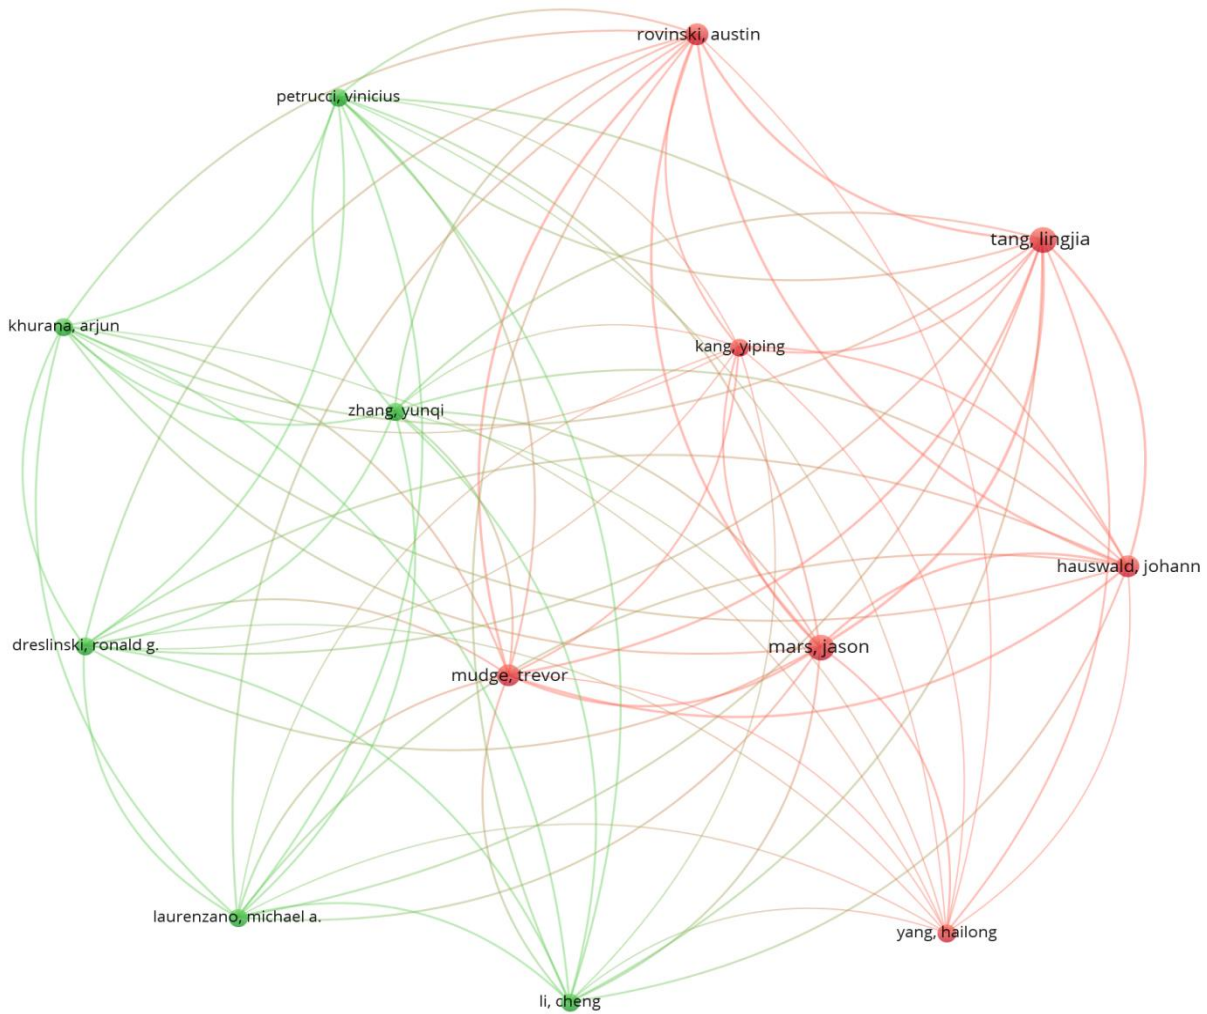 rovinski, austin
petrucci, vinicius
tang, lingjia
khurana, arjun
kang, yiping
zhang, yunqi
hauswald, johann
dreslinski, ronald g.
mars, jason
mudge, trevor
laurenzano, michael a.
yang, hailong
li, cheng